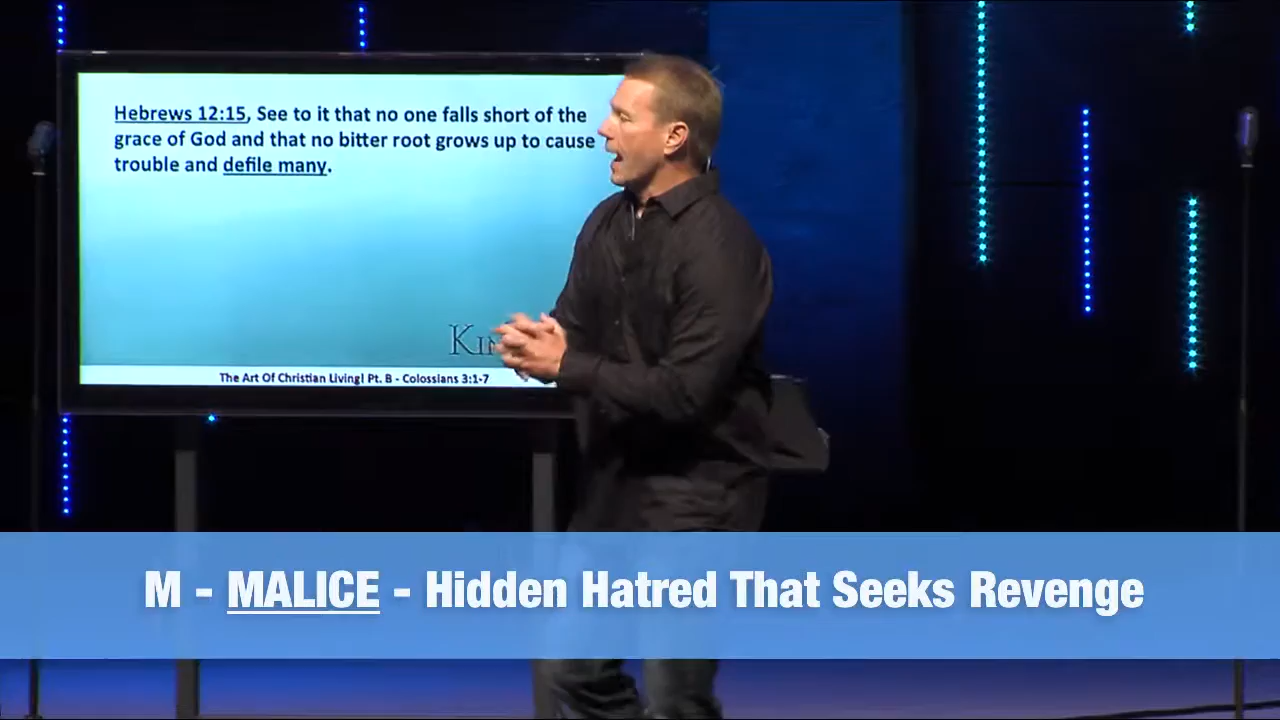 Hebrews 12:15, See to it that no one falls short of the
grace of God and that no bitter root grows up to cause
trouble and defile many.
The Art Of Christian Living! Pt. B - Colossians 3:1-7
M - MALICE - Hidden Hatred That Seeks Revenge